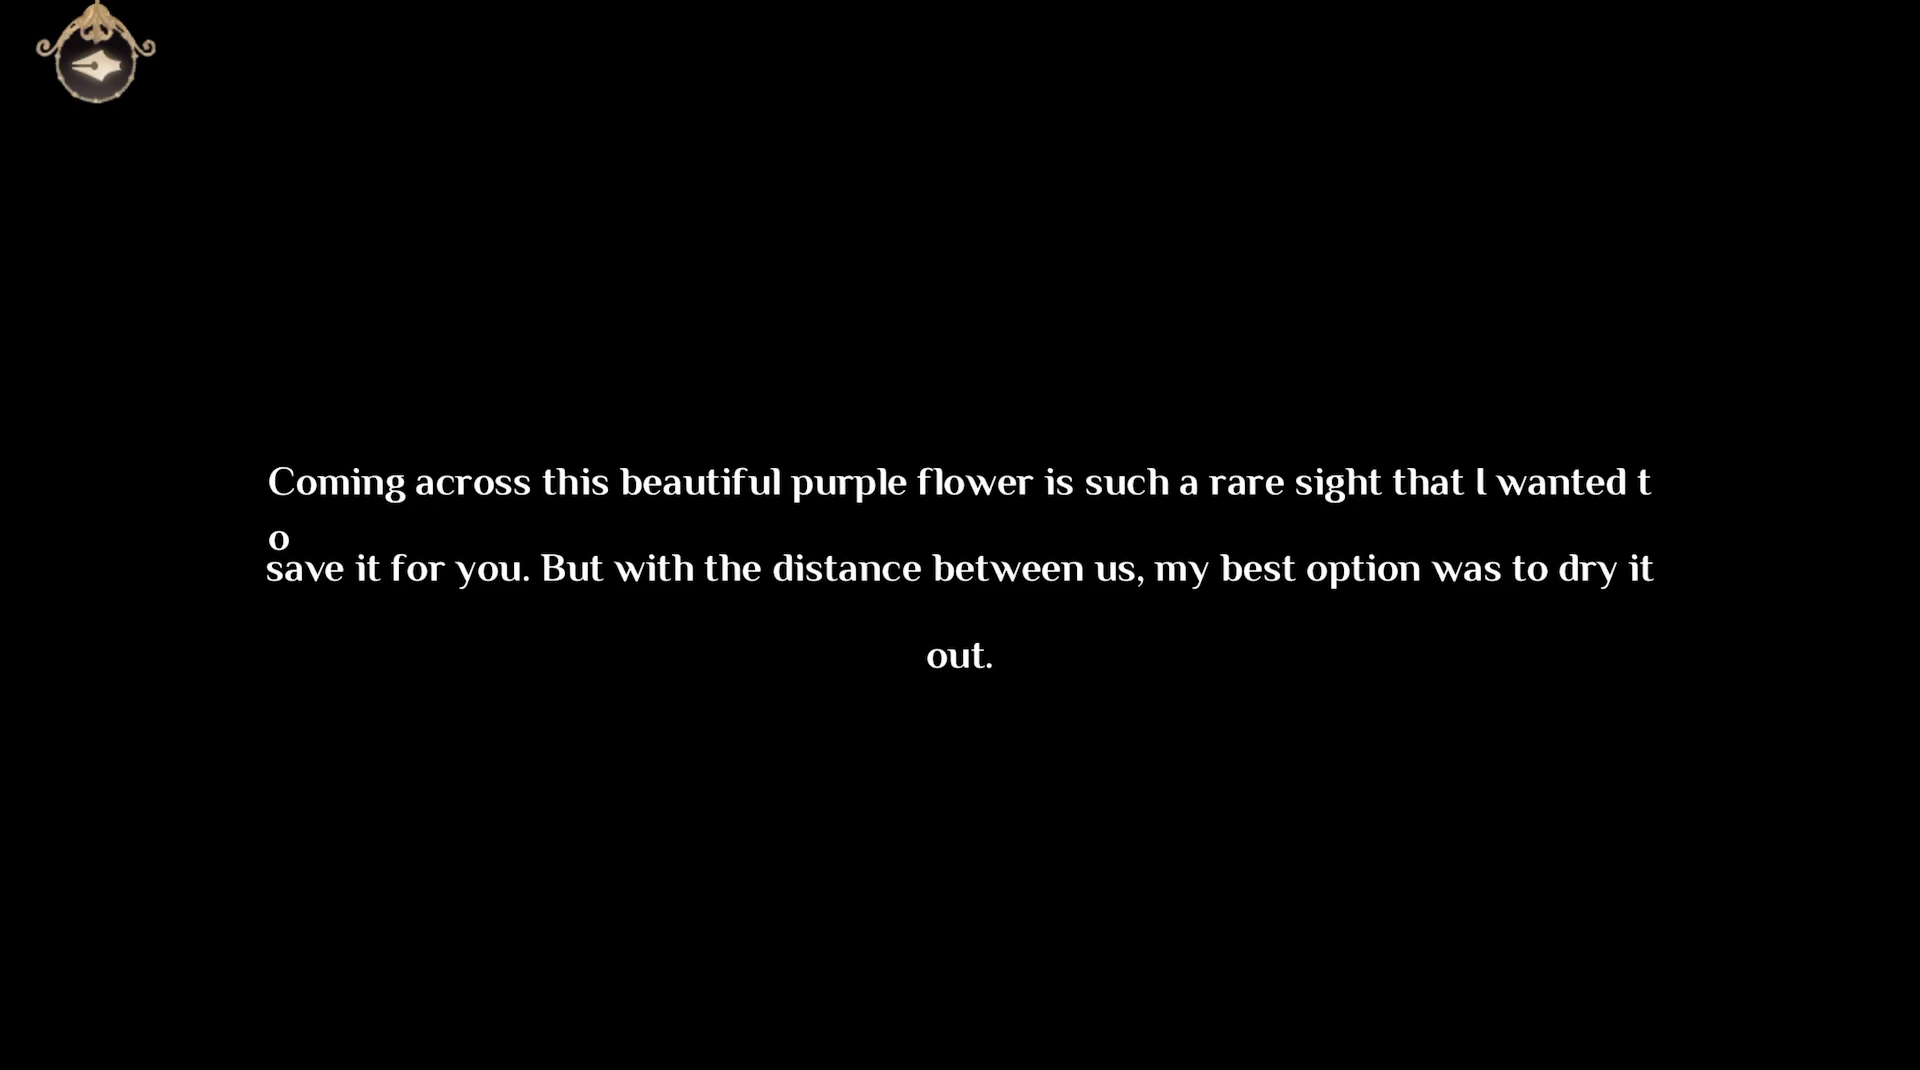 Coming across this beautiful purple flower is such a rare sight that I wanted t
o
save it for you. But with the distance between us, my best option was to dry it
out.